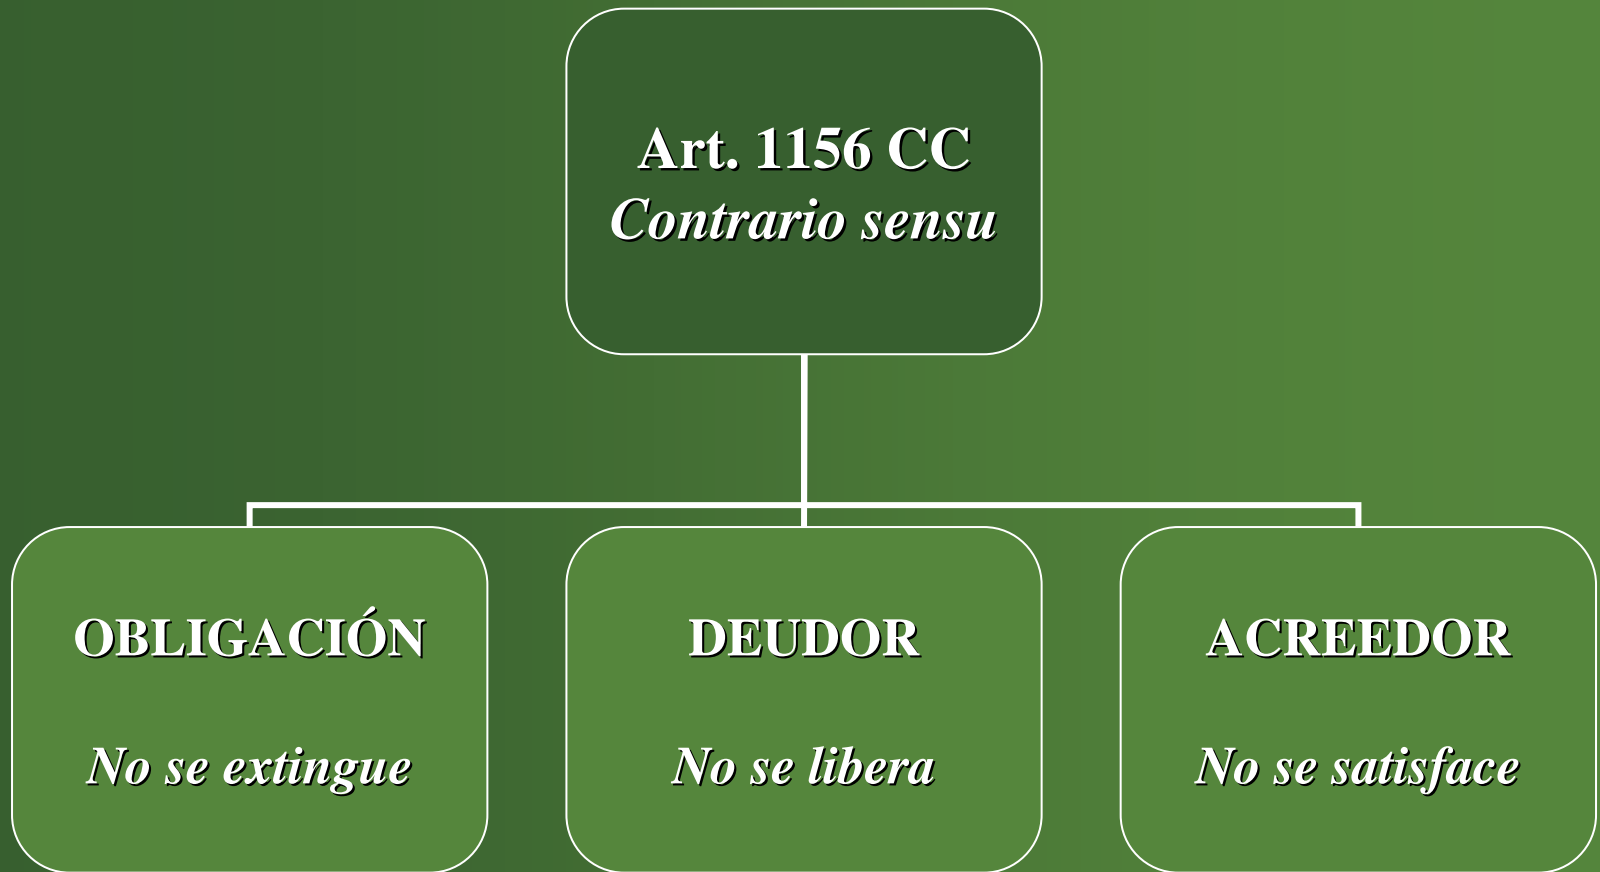 Art. 1156 CC
Contrario sensu
OBLIGACIÓN
No se extingue
DEUDOR
No se libera
ACREEDOR
No se satisface